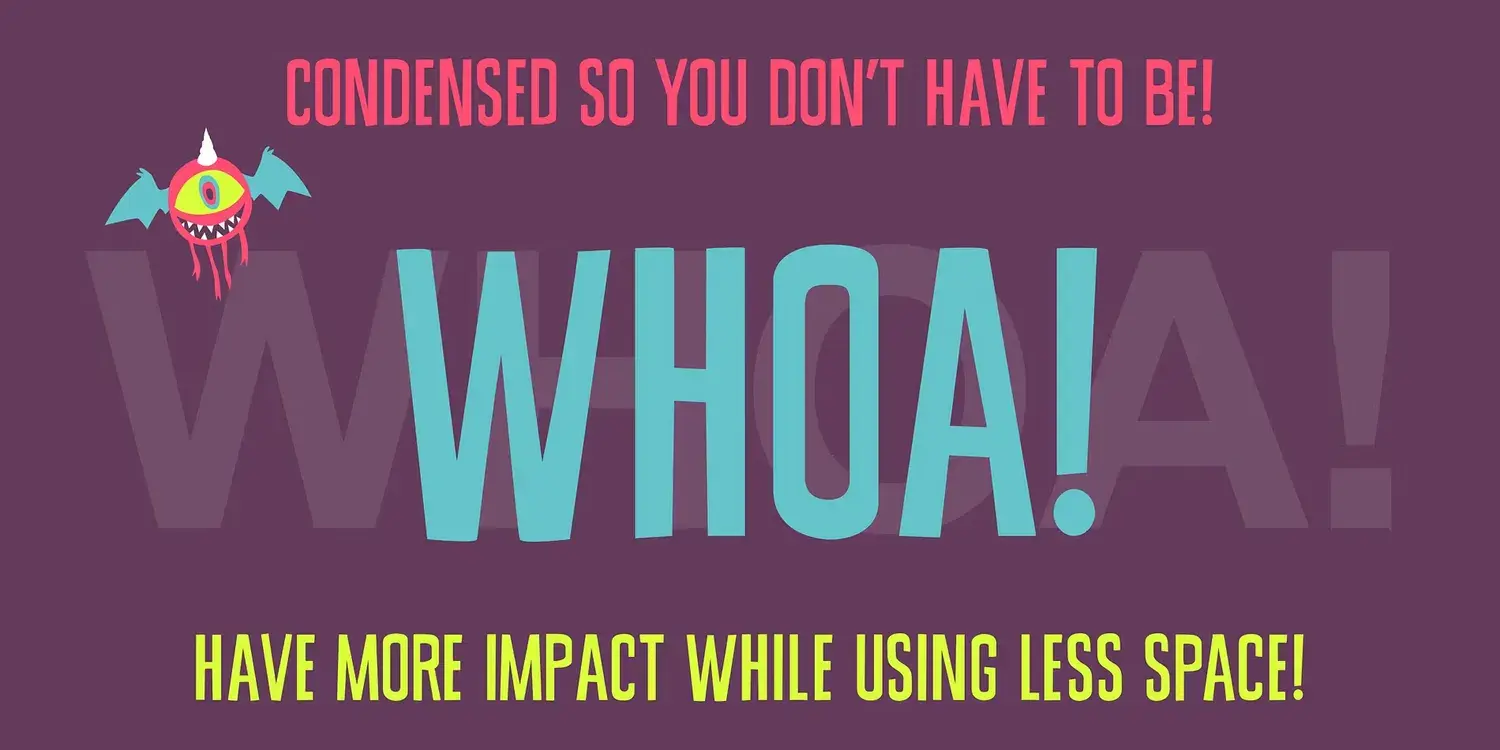 CONDENSED SO YOU DON'T HAVE TO BE!
WHOA!
WHOA!
HAVE MORE IMPACT WHILE USING LESS SPACE!